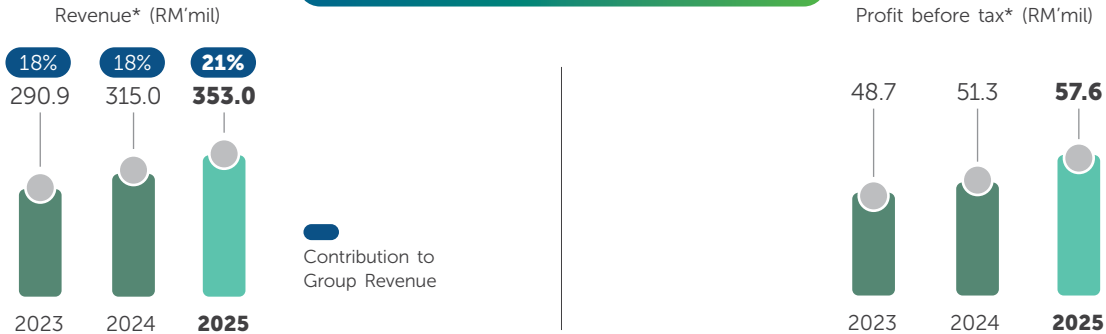 Revenue* (RM'mil)
18% 18% 21%
290.9 315.0 353.0
2023 2024 2025
Contribution to
Group Revenue
Profit before tax* (RM'mil)
48.7 51.3 57.6
2023 2024 2025